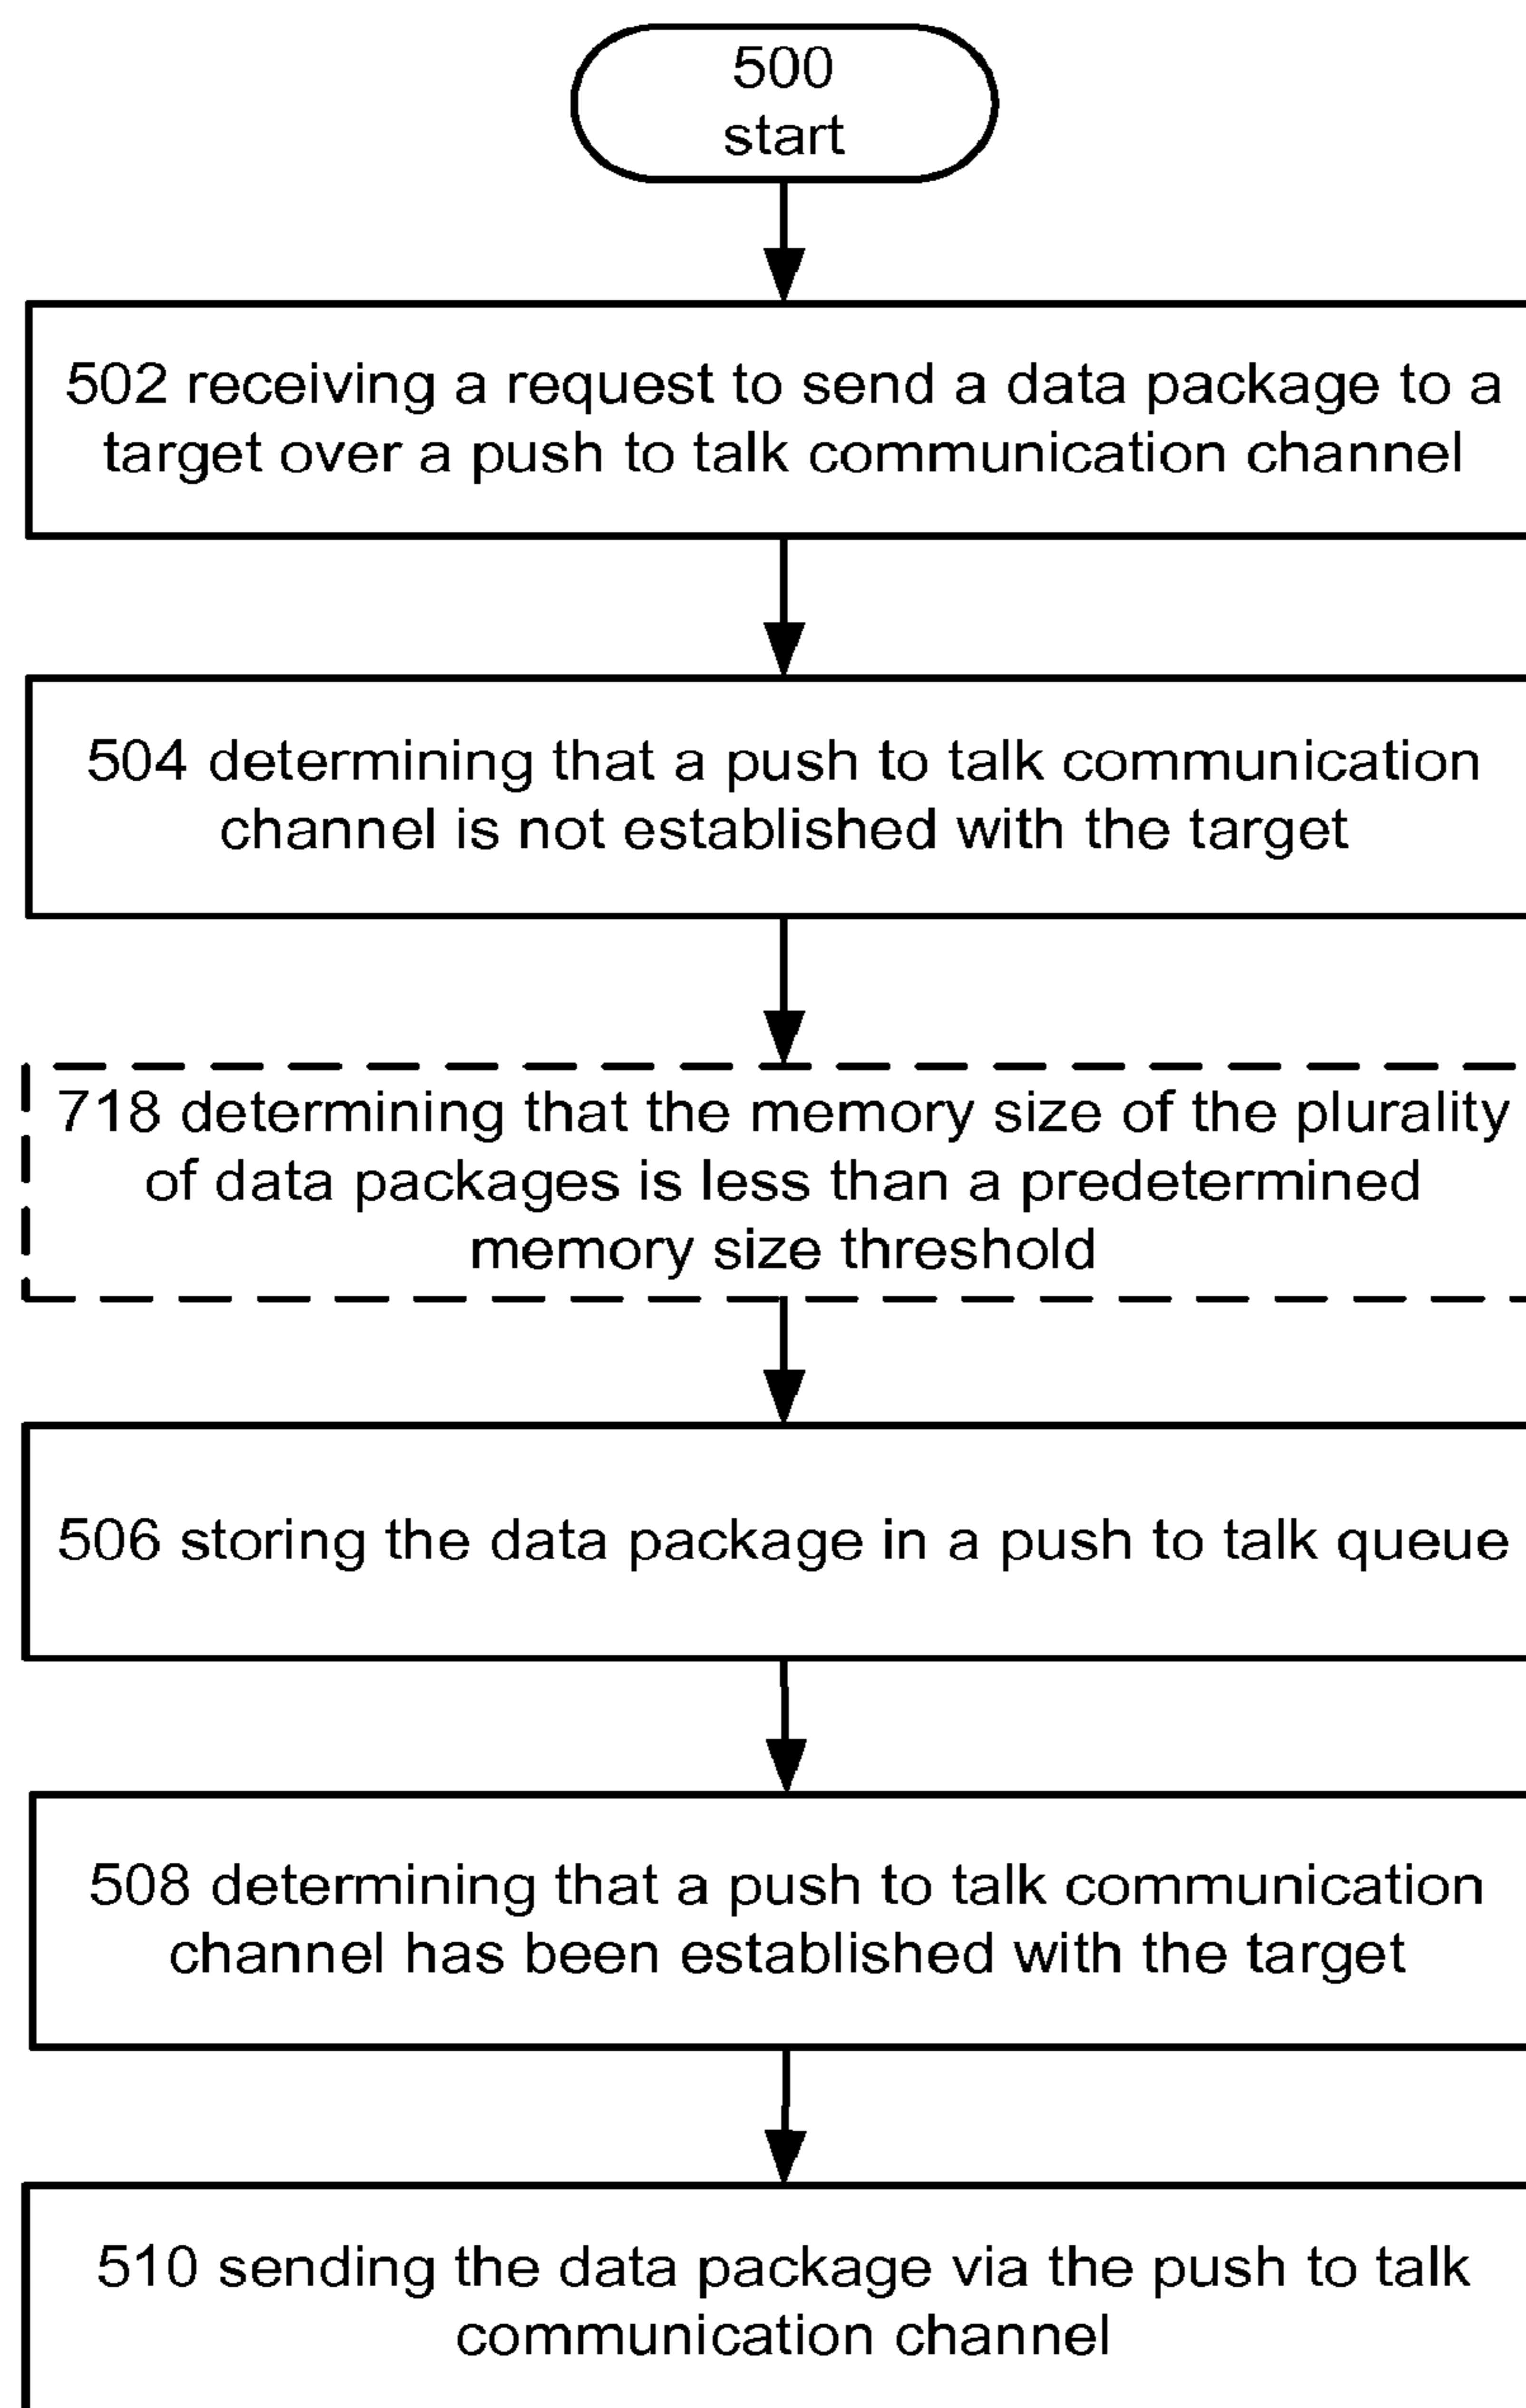 500
start
502 receiving a request to send a data package to a
target over a push to talk communication channel
504 determining that a push to talk communication
channel is not established with the target
718 determining that the memory size of the plurality
of data packages is less than a predetermined
memory size threshold
506 storing the data package in a push to talk queue
508 determining that a push to talk communication
channel has been established with the target
510 sending the data package via the push to talk
communication channel